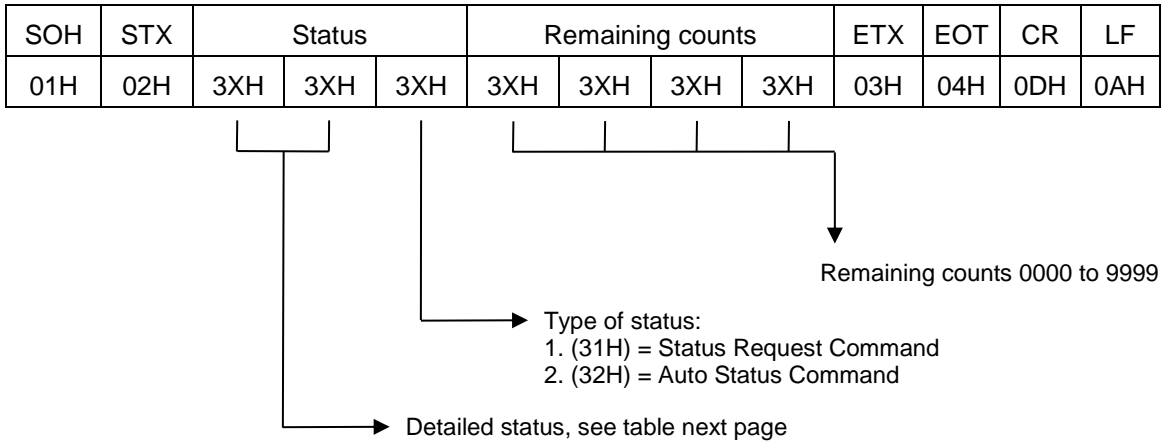 SOH STX Status Remaining counts ETX EOT CR LF
01H 02H 3XH 3XH 3XH 3XH 3XH 3XH 3XH 03H 04H 0DH 0AH
Remaining counts 0000 to 9999
Type of status:
1. (31H) = Status Request Command
2. (32H) = Auto Status Command
Detailed status, see table next page